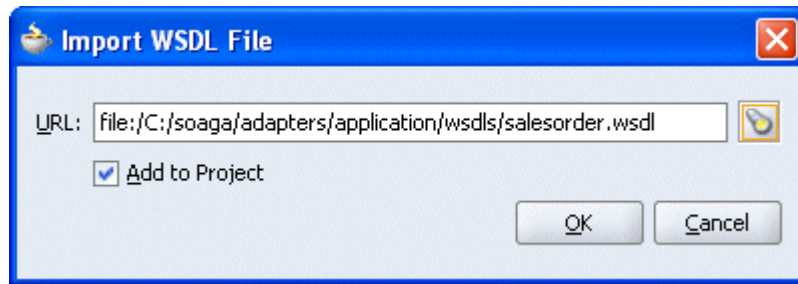 Import WSDL File
URL: file:/C:/soaga/adapters/application/wsdls/salesorder.wsdl
Add to Project
OK Cancel